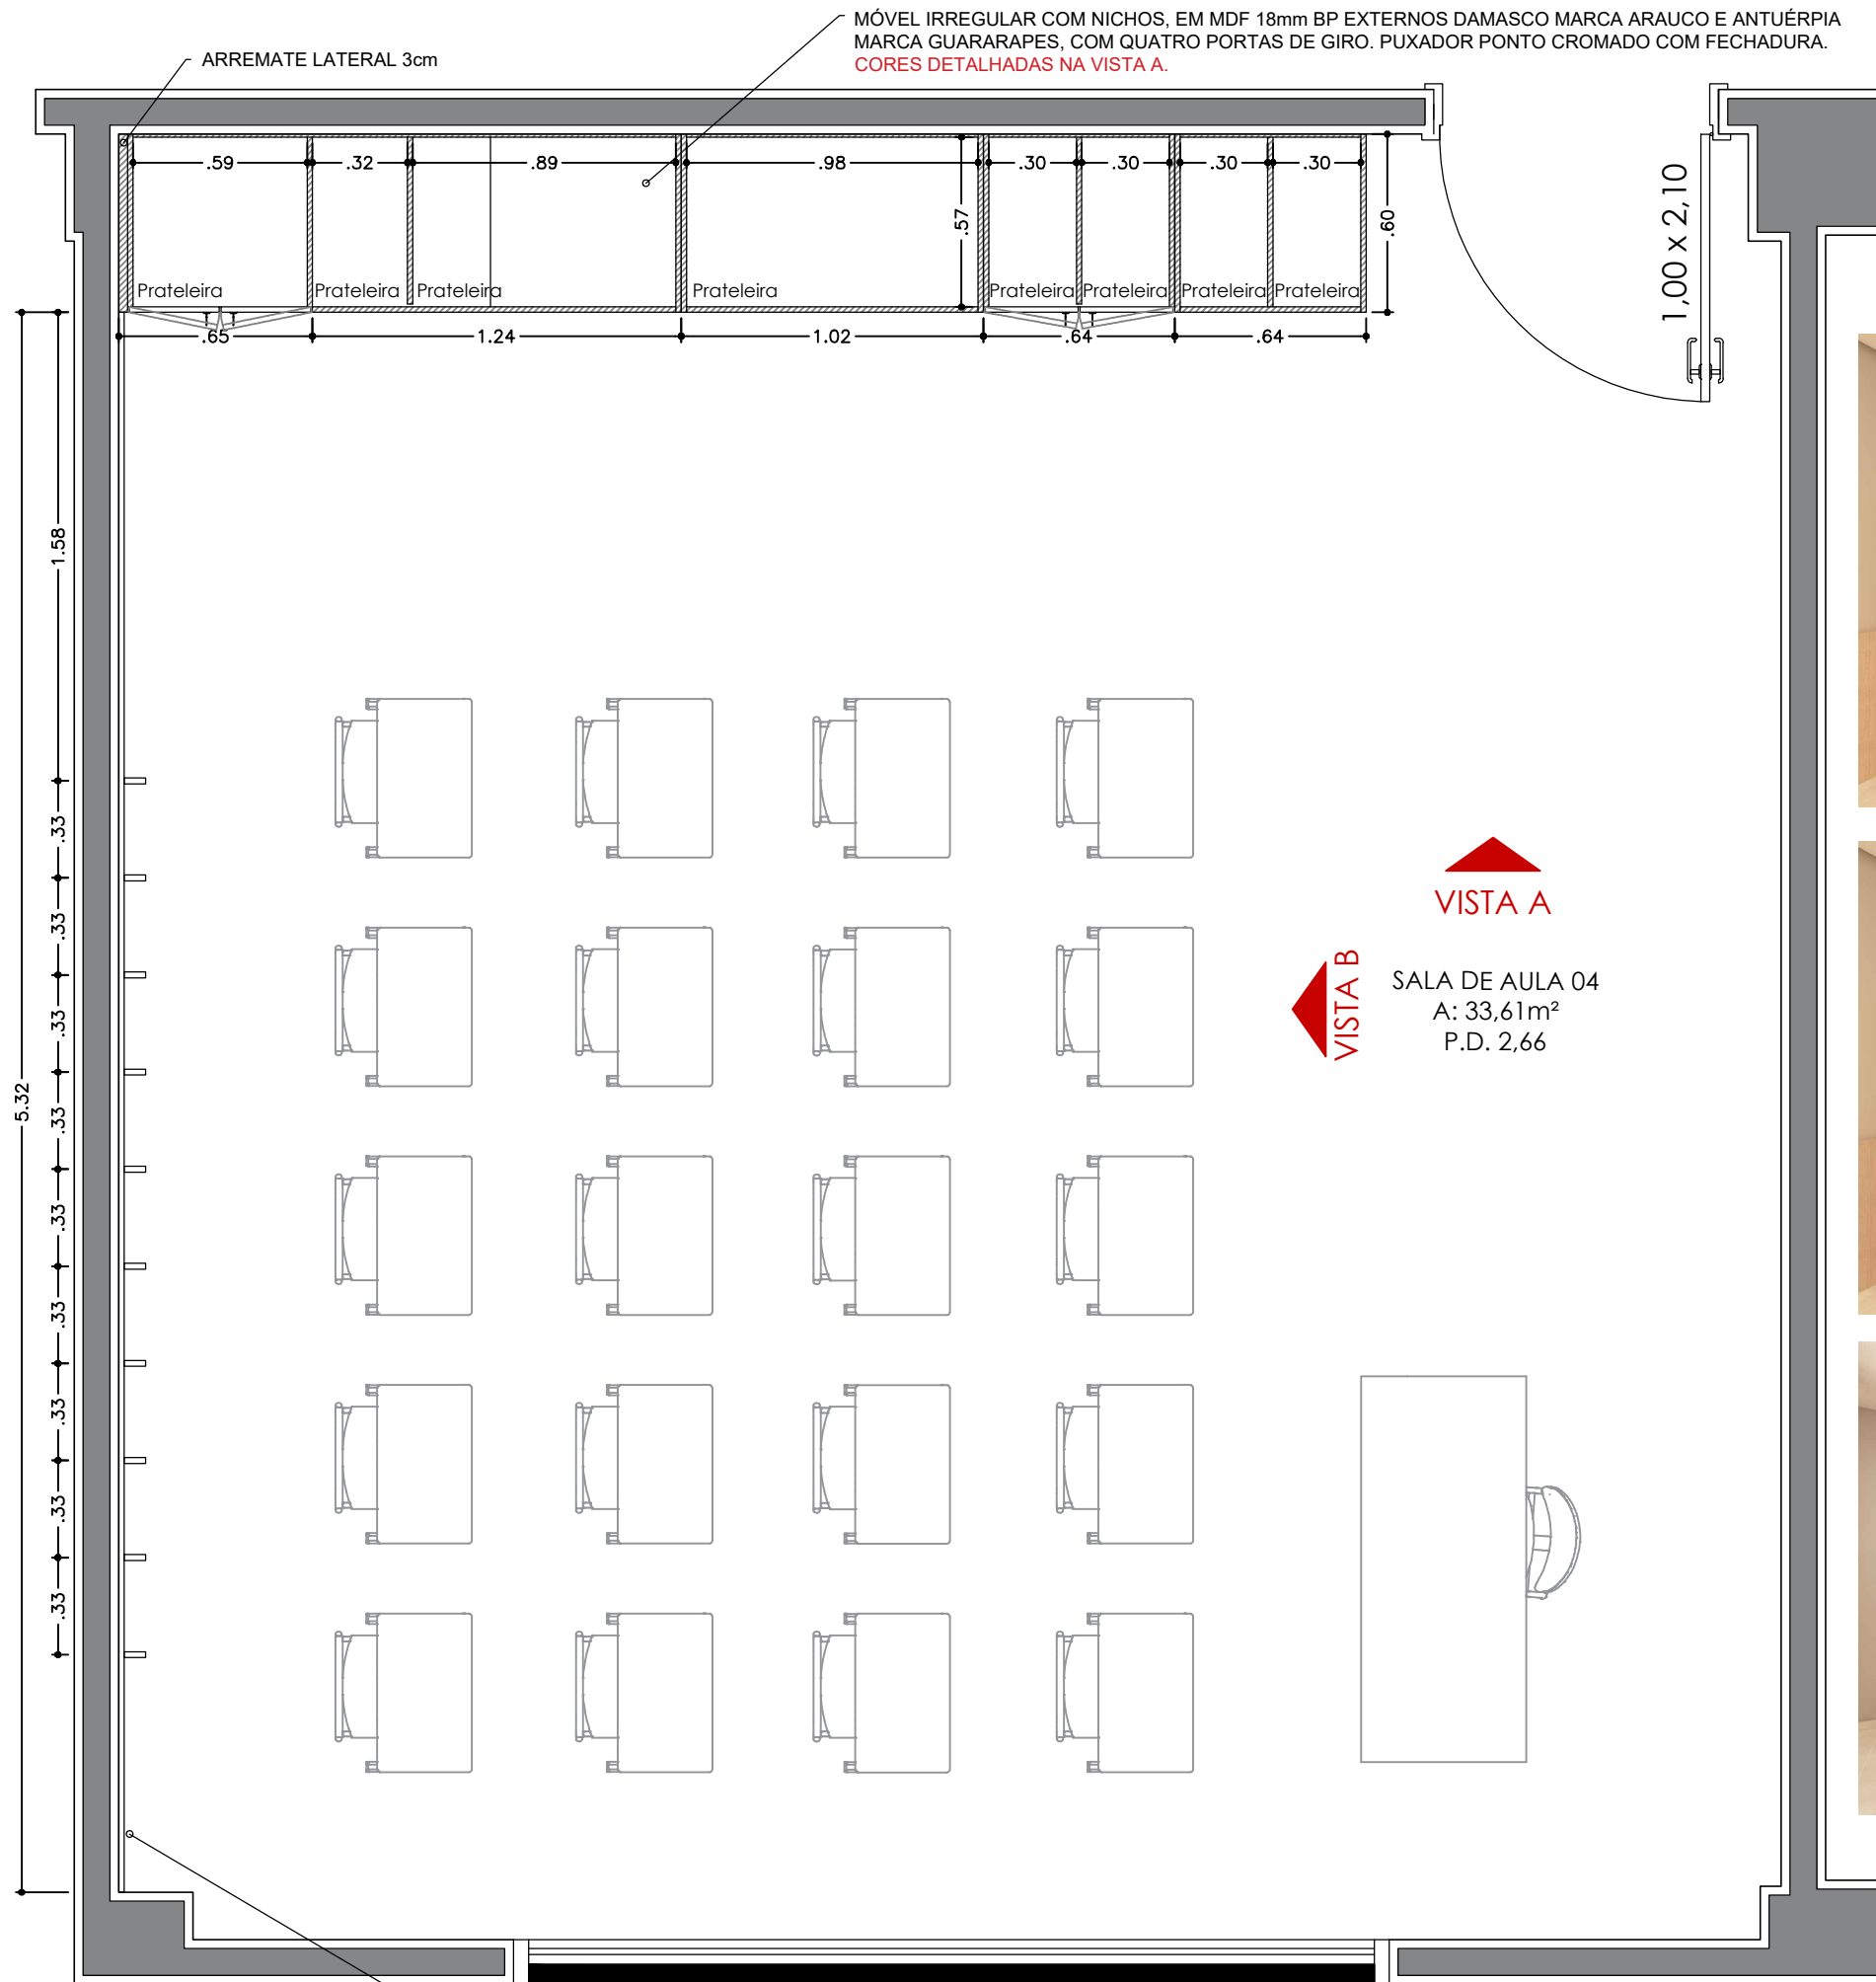 MÓVEL IRREGULAR COM NICHOS, EM MDF 18mm BP EXTERNOS DAMASCO MARCA ARAUCO E ANTUÉRPIA
MARCA GUARARAPES, COM QUATRO PORTAS DE GIRO. PUXADOR PONTO CROMADO COM FECHADURA.
CORES DETALHADAS NA VISTA A.
ARREMATE LATERAL 3cm
.59 .32 .89 .98 .30 .30 .30 .30
.57
.60
1,00 x 2,10
Prateleira Prateleira Prateleira Prateleira Prateleira Prateleira Prateleira Prateleira
.65 1.24 1.02 .64 .64
1.58
.33
.33
.33
.33
.33
.33
.33
.33
.33
5.32
VISTA A
VISTA B
SALA DE AULA 04
A: 33,61m²
P.D. 2,66